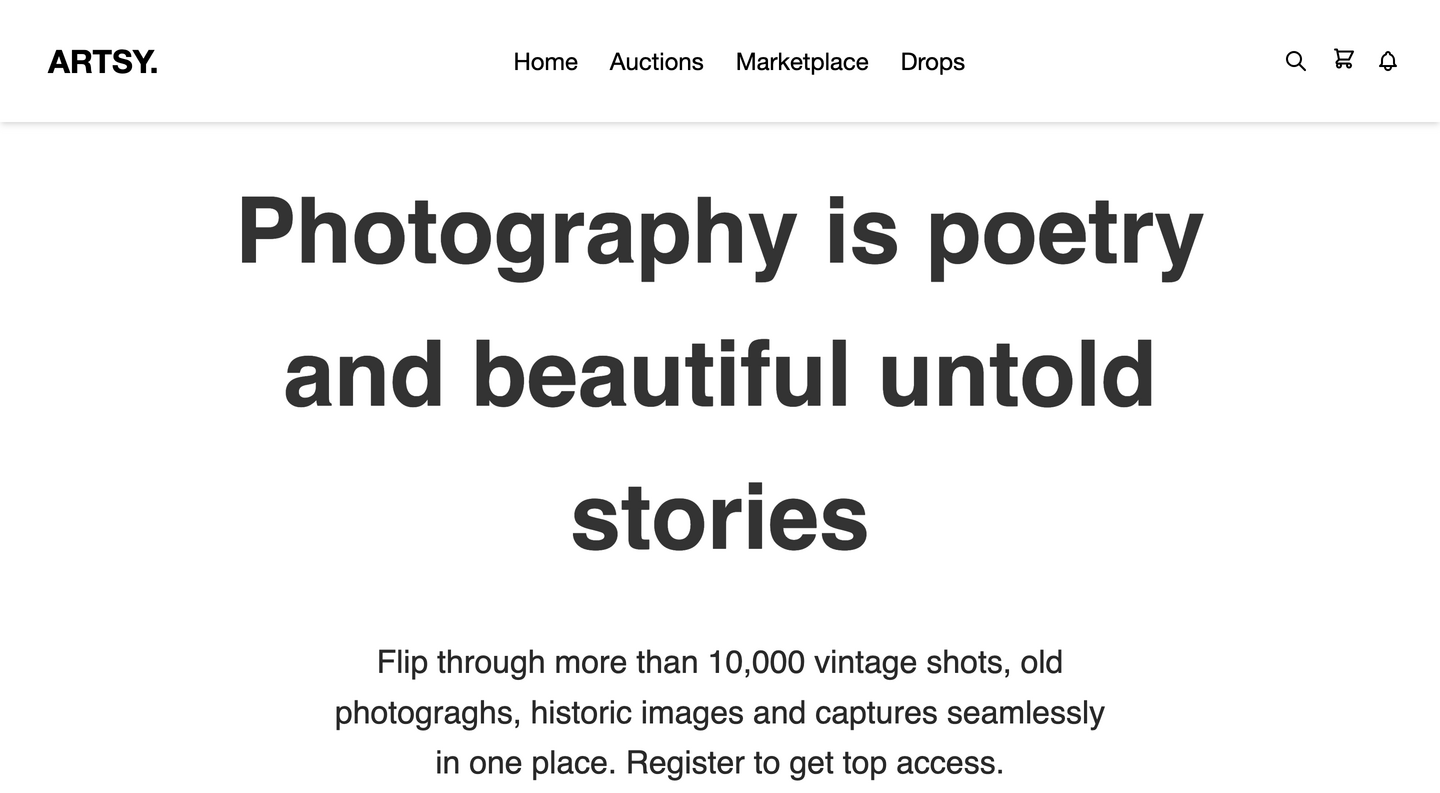 ARTSY.
Home Auctions Marketplace Drops
Photography is poetry
and beautiful untold
stories
Flip through more than 10,000 vintage shots, old
photograghs, historic images and captures seamlessly
in one place. Register to get top access.